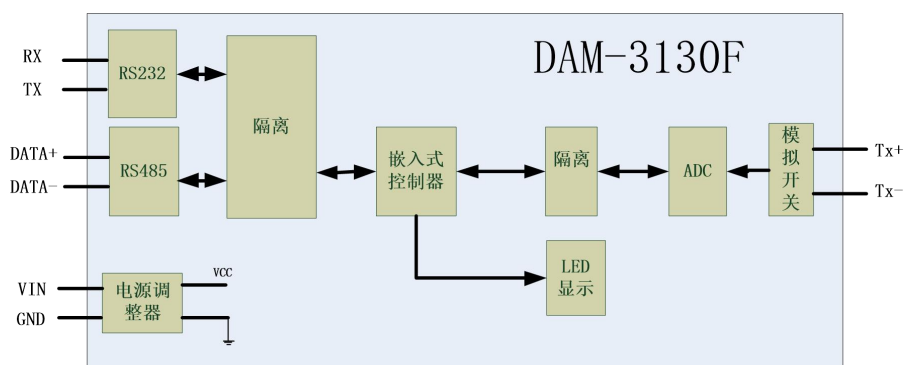 DAM-3130F
RX
TX
RS232
DATA+
DATA-
RS485
隔离
嵌入式
控制器
隔离
ADC
模
拟
开
关
Tx+
Tx-
LED
显示
VIN
GND
电源调
整器
VCC